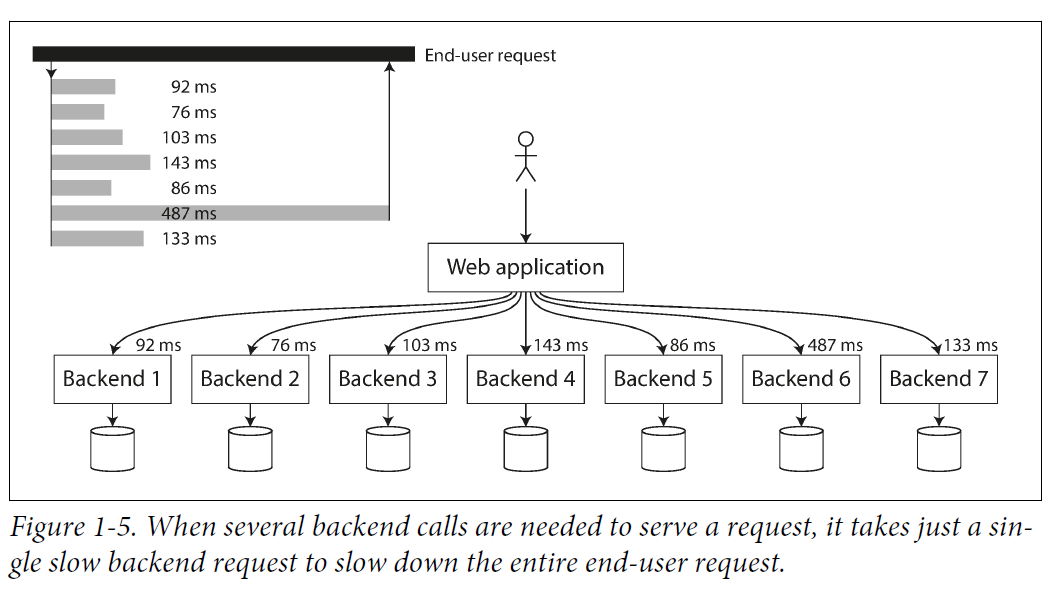 End-user request
92 ms
76 ms
103 ms
143 ms
86 ms
487 ms
133 ms
Web application
92 ms 76 ms 103 ms 143 ms 86 ms 487 ms 133 ms
Backend 1 Backend 2 Backend 3 Backend 4 Backend 5 Backend 6 Backend 7
Figure 1-5. When several backend calls are needed to serve a request, it takes just a sin-
gle slow backend request to slow down the entire end-user request.